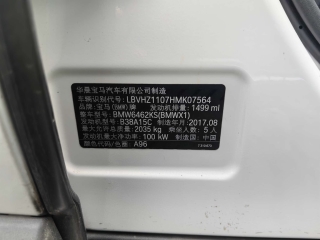 华晨宝马汽车有限公司制造
车辆识别代号: LBVHZ1107HMK07564
品牌: 宝马(BMW)牌 发动机排量: 1499 ml
整车型号: BMW6462KS(BMWX1)
发动机型号: B38A15C 制造年月: 2017.08
最大允许总质量: 2035 kg 乘坐人数: 5 人
发动机最大净功率: 100 kW 制造国: 中国
颜色代码/色画: A96